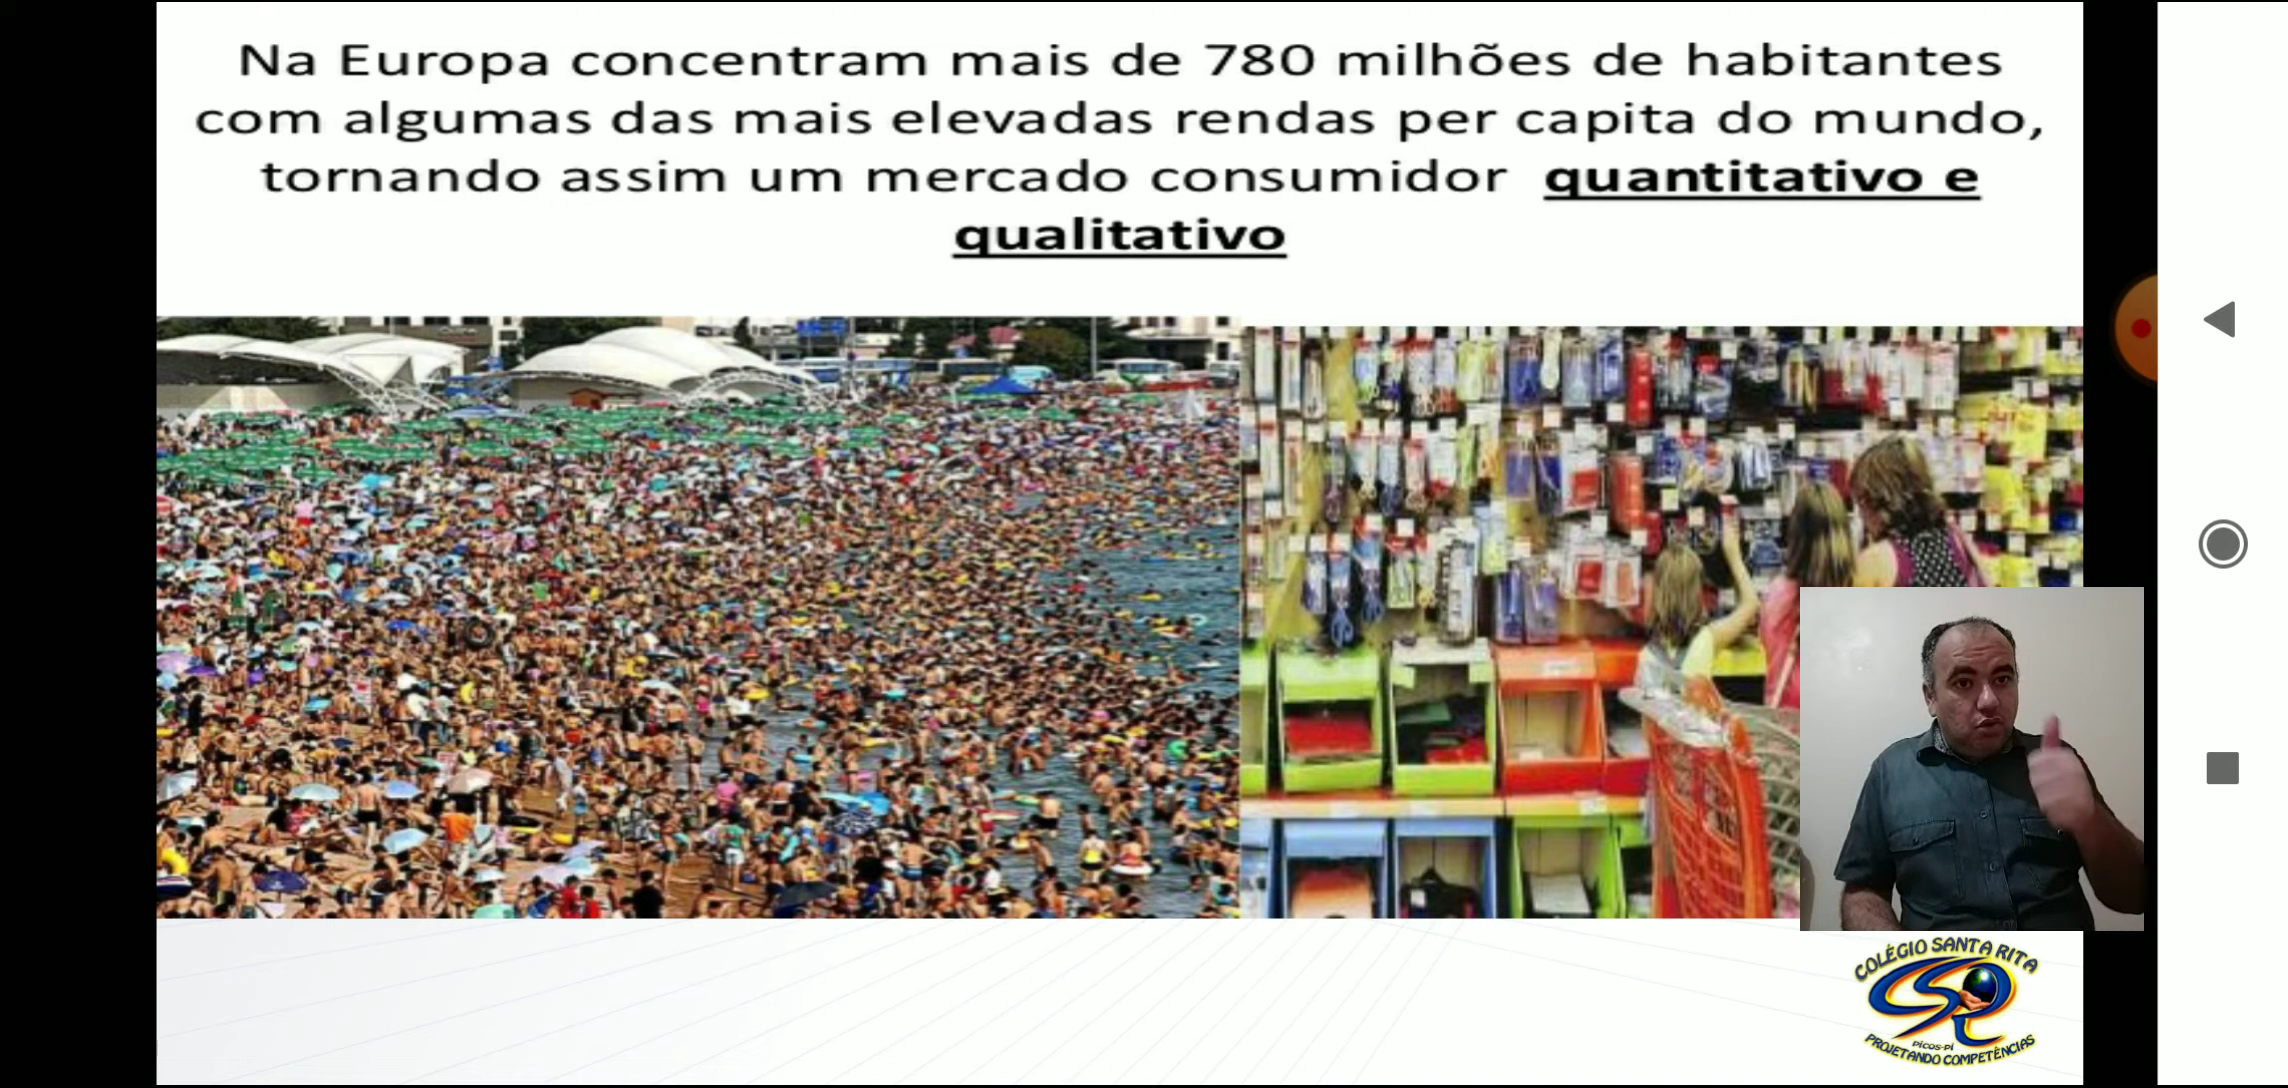 Na Europa concentram mais de 780 milhões de habitantes
com algumas das mais elevadas rendas per capita do mundo,
tornando assim um mercado consumidor quantitativo e
qualitativo
COLÉGIO SANTA RITA
PICOS-PI
PROJETANDO COMPETÊNCIAS